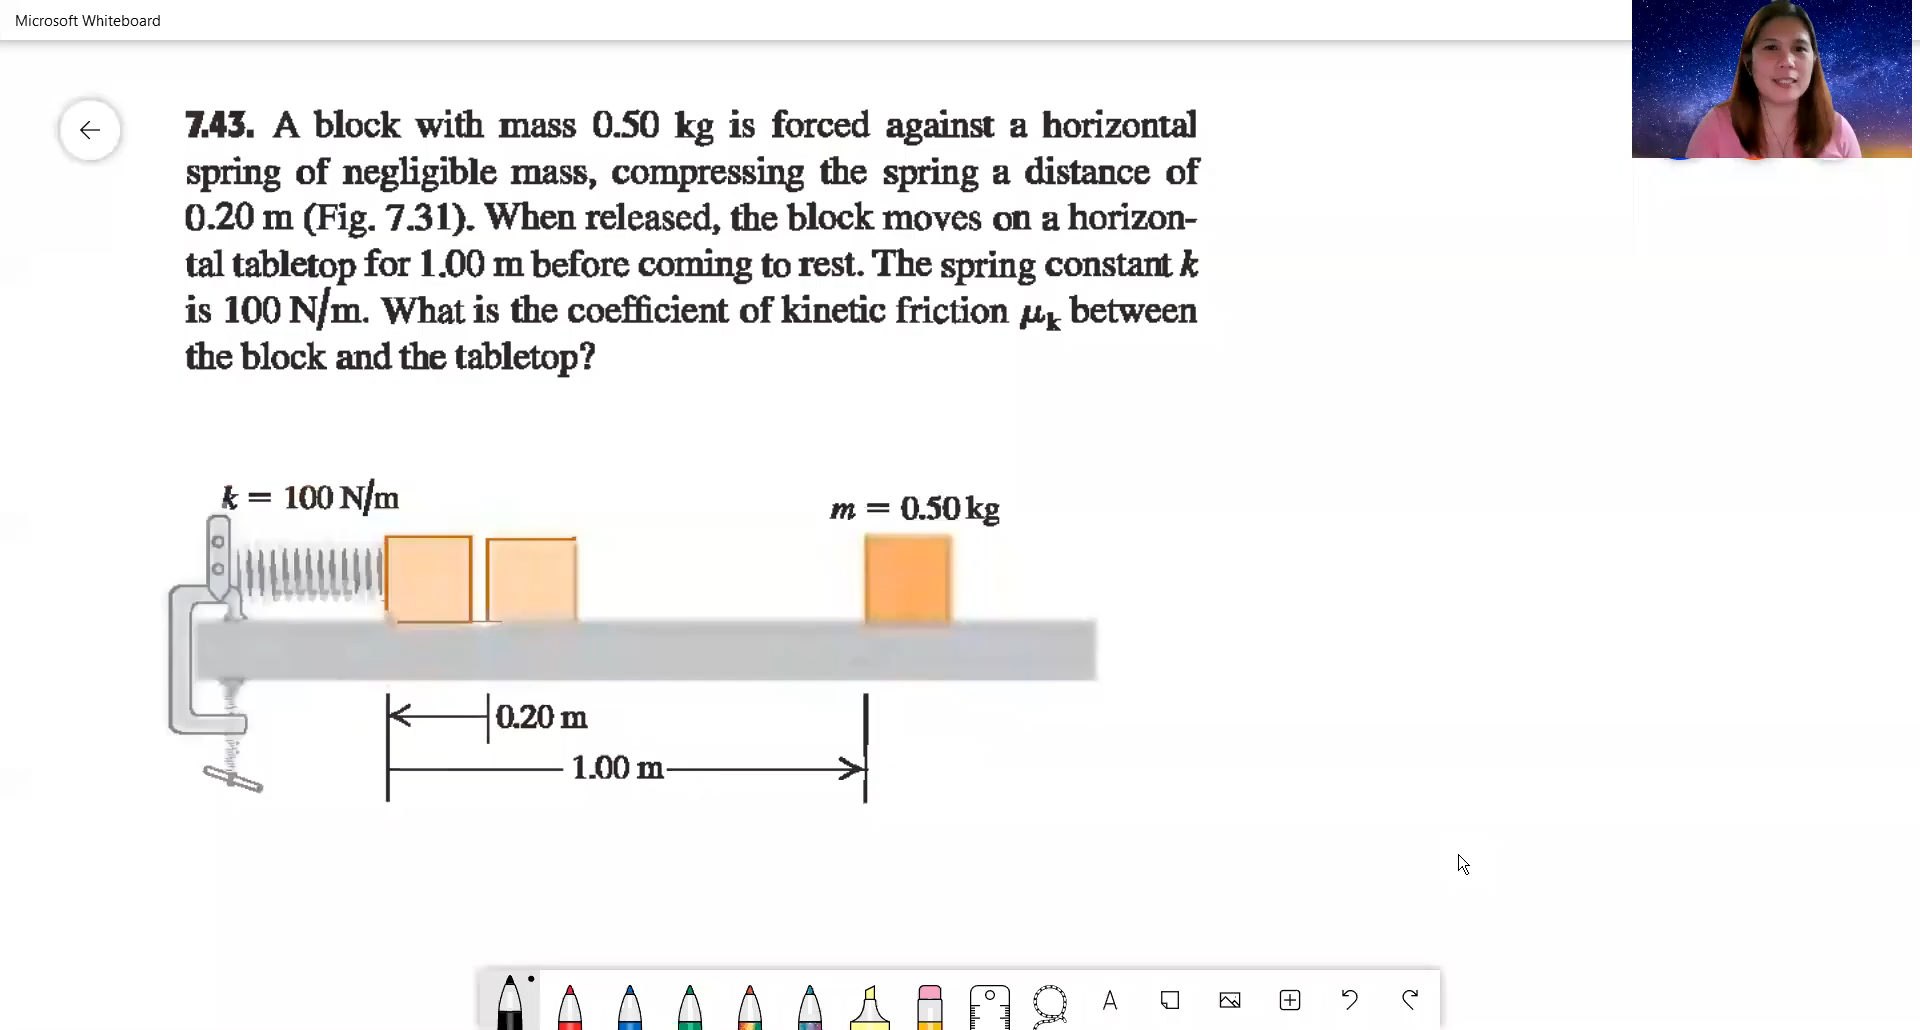 Microsoft Whiteboard
7.43. A block with mass 0.50 kg is forced against a horizontal
spring of negligible mass, compressing the spring a distance of
0.20 m (Fig. 7.31). When released, the block moves on a horizon-
tal tabletop for 1.00 m before coming to rest. The spring constant k
is 100 N/m. What is the coefficient of kinetic friction μk between
the block and the tabletop?
k = 100 N/m
m = 0.50 kg
0.20 m
1.00 m
A